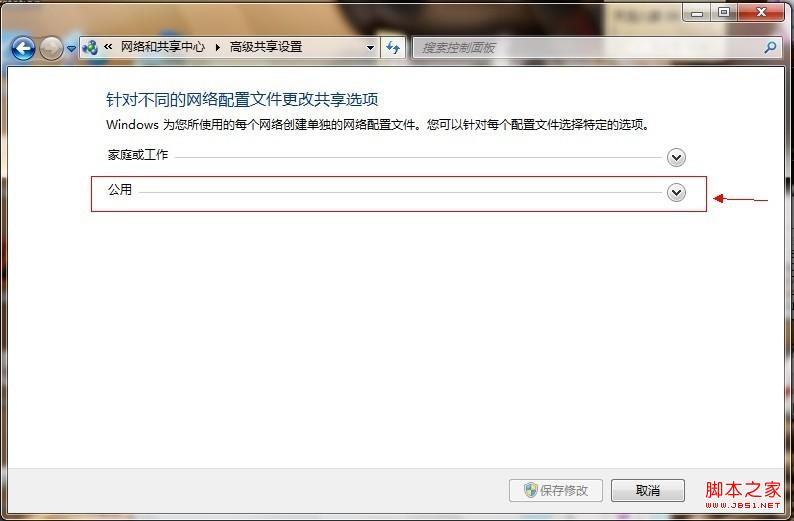 « 网络和共享中心 ▸ 高级共享设置
搜索控制面板
针对不同的网络配置文件更改共享选项
Windows 为您所使用的每个网络创建单独的网络配置文件。您可以针对每个配置文件选择特定的选项。
家庭或工作
公用
保存修改
取消
脚本之家
WWW.JB51.NET